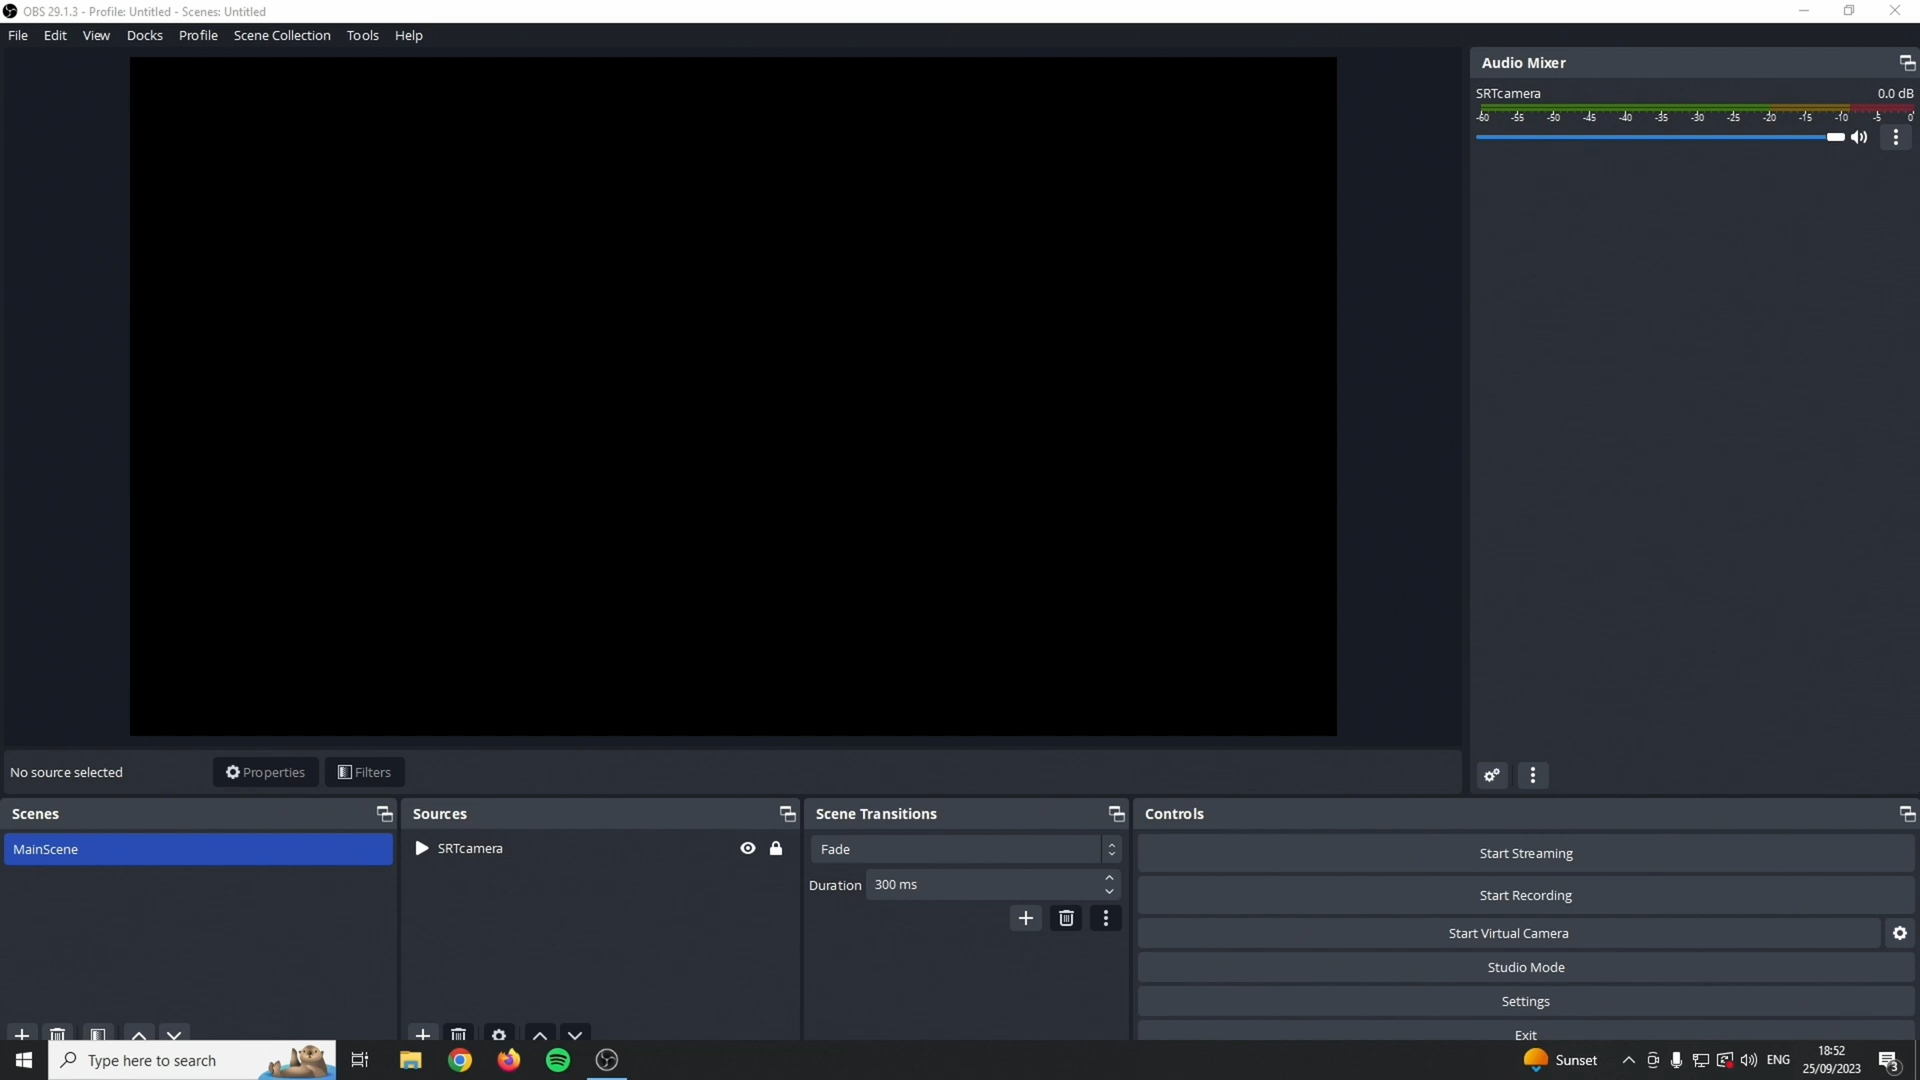 OBS 29.1.3 - Profile: Untitled - Scenes: Untitled
File Edit View Docks Profile Scene Collection Tools Help
Audio Mixer
SRTcamera 0.0 dB
-60 -55 -50 -45 -40 -35 -30 -25 -20 -15 -10 -5 0
No source selected Properties Filters
Scenes Sources Scene Transitions Controls
MainScene
SRTcamera
Fade
Duration 300 ms
Start Streaming
Start Recording
Start Virtual Camera
Studio Mode
Settings
Exit
Type here to search
Sunset
ENG
18:52
25/09/2023
3